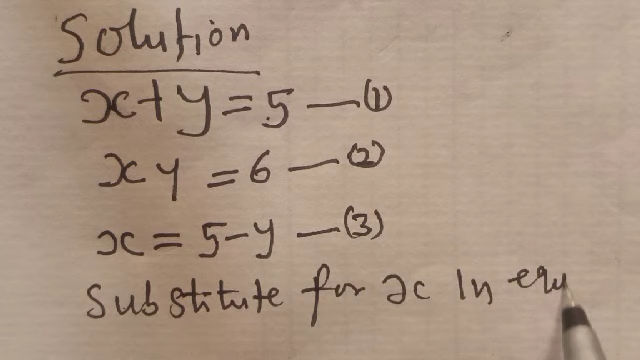 Solution
x+y=5 —(1)
xy=6 —(2)
x=5-y —(3)
Substitute for x In